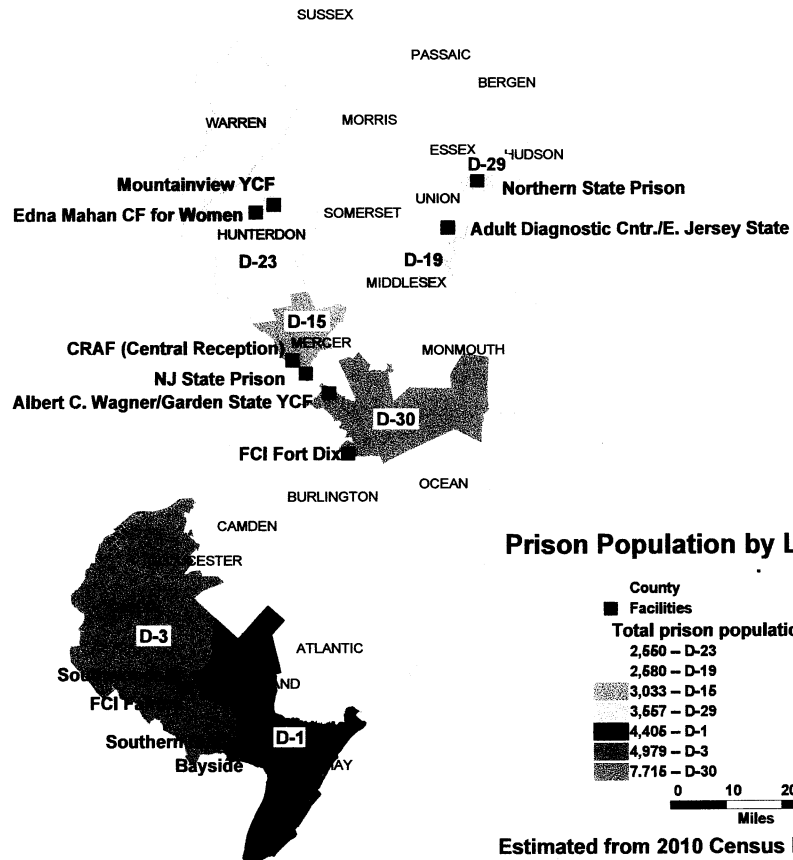 SUSSEX
PASSAIC
BERGEN
WARREN
MORRIS
ESSEX
HUDSON
D-29
Mountainview YCF
Northern State Prison
UNION
Edna Mahan CF for Women
SOMERSET
Adult Diagnostic Cntr./E. Jersey State
HUNTERDON
D-23
D-19
MIDDLESEX
D-15
MERCER
CRAF (Central Reception)
MONMOUTH
NJ State Prison
Albert C. Wagner/Garden State YCF
D-30
FCI Fort Dix
OCEAN
BURLINGTON
CAMDEN
CESTER
D-3
ATLANTIC
AND
FCI
Southern
D-1
Bayside
MAY
Prison Population by L
County
Facilities
Total prison populatio
2,550 – D-23
2,580 – D-19
3,033 – D-15
3,557 – D-29
4,405 – D-1
4,979 – D-3
7.715 – D-30
0 10 20
Miles
Estimated from 2010 Census